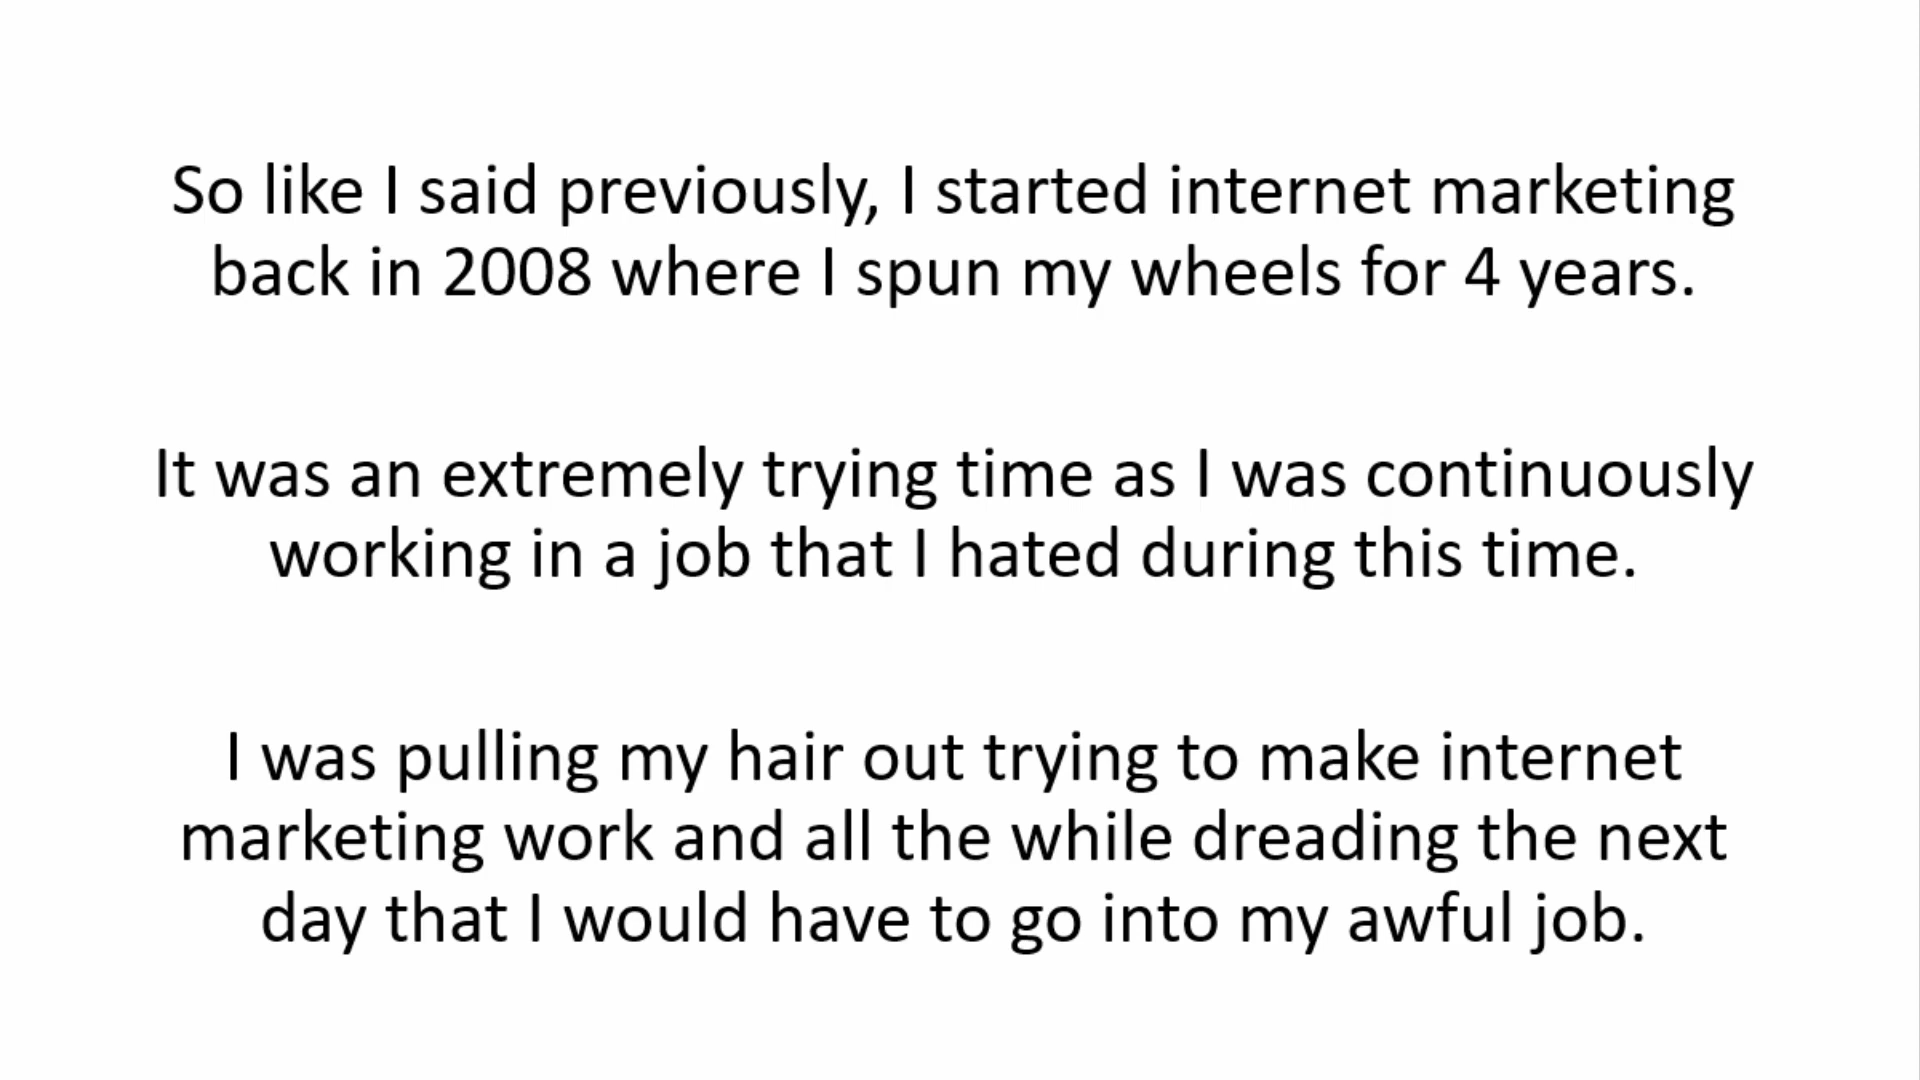 So like I said previously, I started internet marketing
back in 2008 where I spun my wheels for 4 years.
It was an extremely trying time as I was continuously
working in a job that I hated during this time.
I was pulling my hair out trying to make internet
marketing work and all the while dreading the next
day that I would have to go into my awful job.